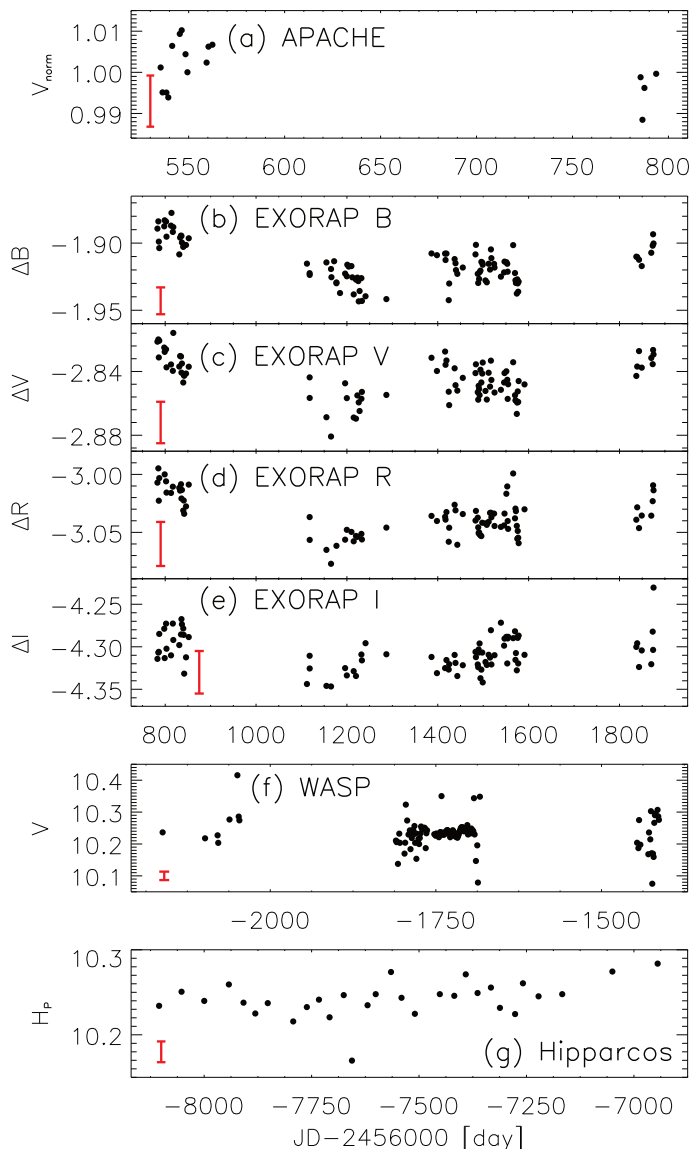 (a) APACHE
V_norm
1.01
1.00
0.99
550
600
650
700
750
800
(b) EXORAP B
ΔB
−1.90
−1.95
(c) EXORAP V
ΔV
−2.84
−2.88
(d) EXORAP R
ΔR
−3.00
−3.05
(e) EXORAP I
ΔI
−4.25
−4.30
−4.35
800
1000
1200
1400
1600
1800
(f) WASP
V
10.4
10.3
10.2
10.1
−2000
−1750
−1500
H_P
10.3
10.2
(g) Hipparcos
−8000
−7750
−7500
−7250
−7000
JD−2456000 [day]